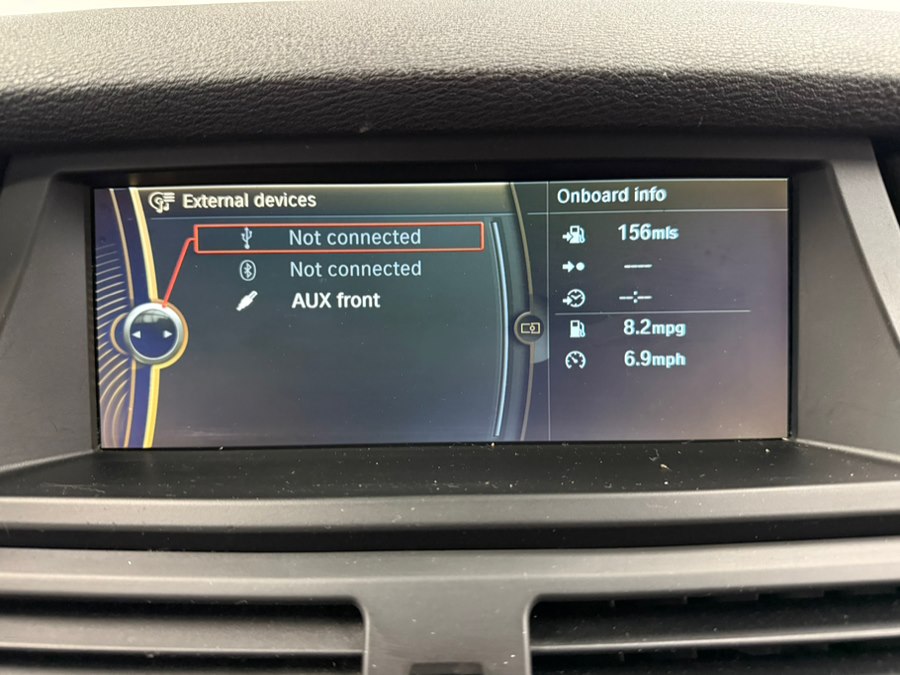 External devices
Not connected
Not connected
AUX front
Onboard info
156mls
----
--:--
8.2mpg
6.9mph